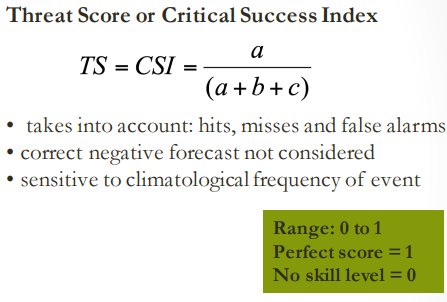 Threat Score or Critical Success Index
TS = CSI = a / (a + b + c)
• takes into account: hits, misses and false alarms
• correct negative forecast not considered
• sensitive to climatological frequency of event
Range: 0 to 1
Perfect score = 1
No skill level = 0